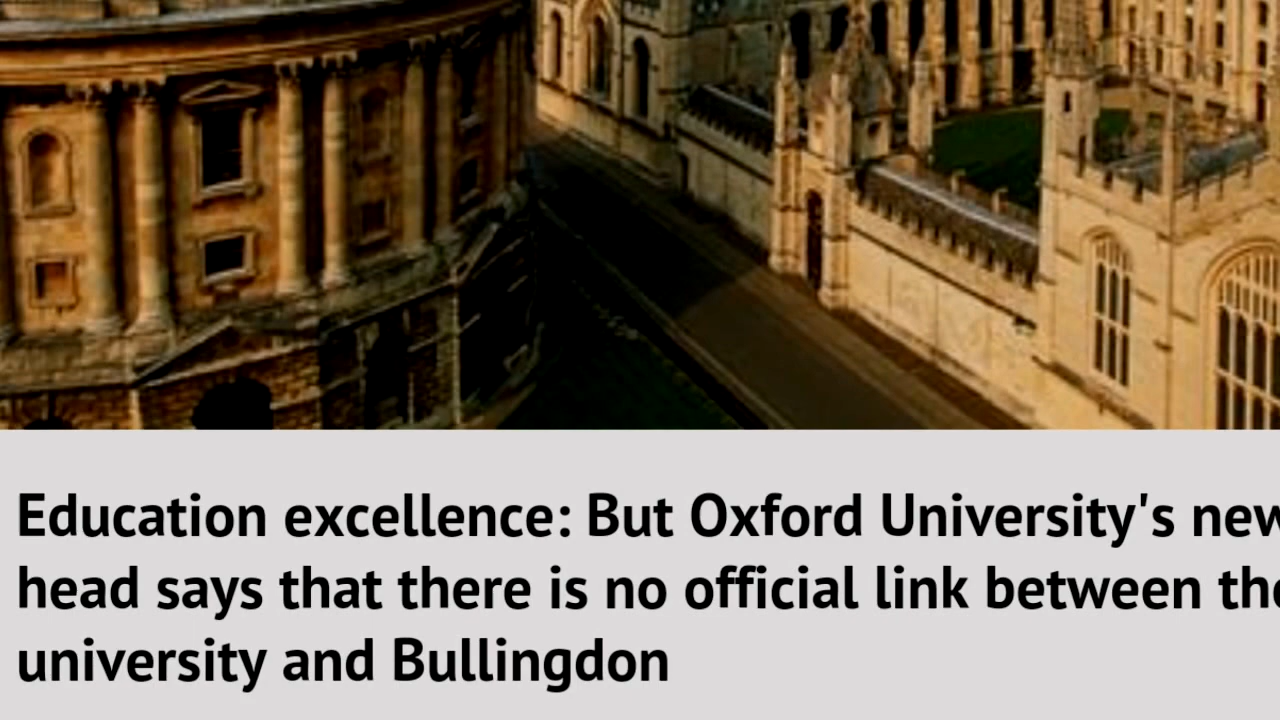 Education excellence: But Oxford University's new
head says that there is no official link between the
university and Bullingdon